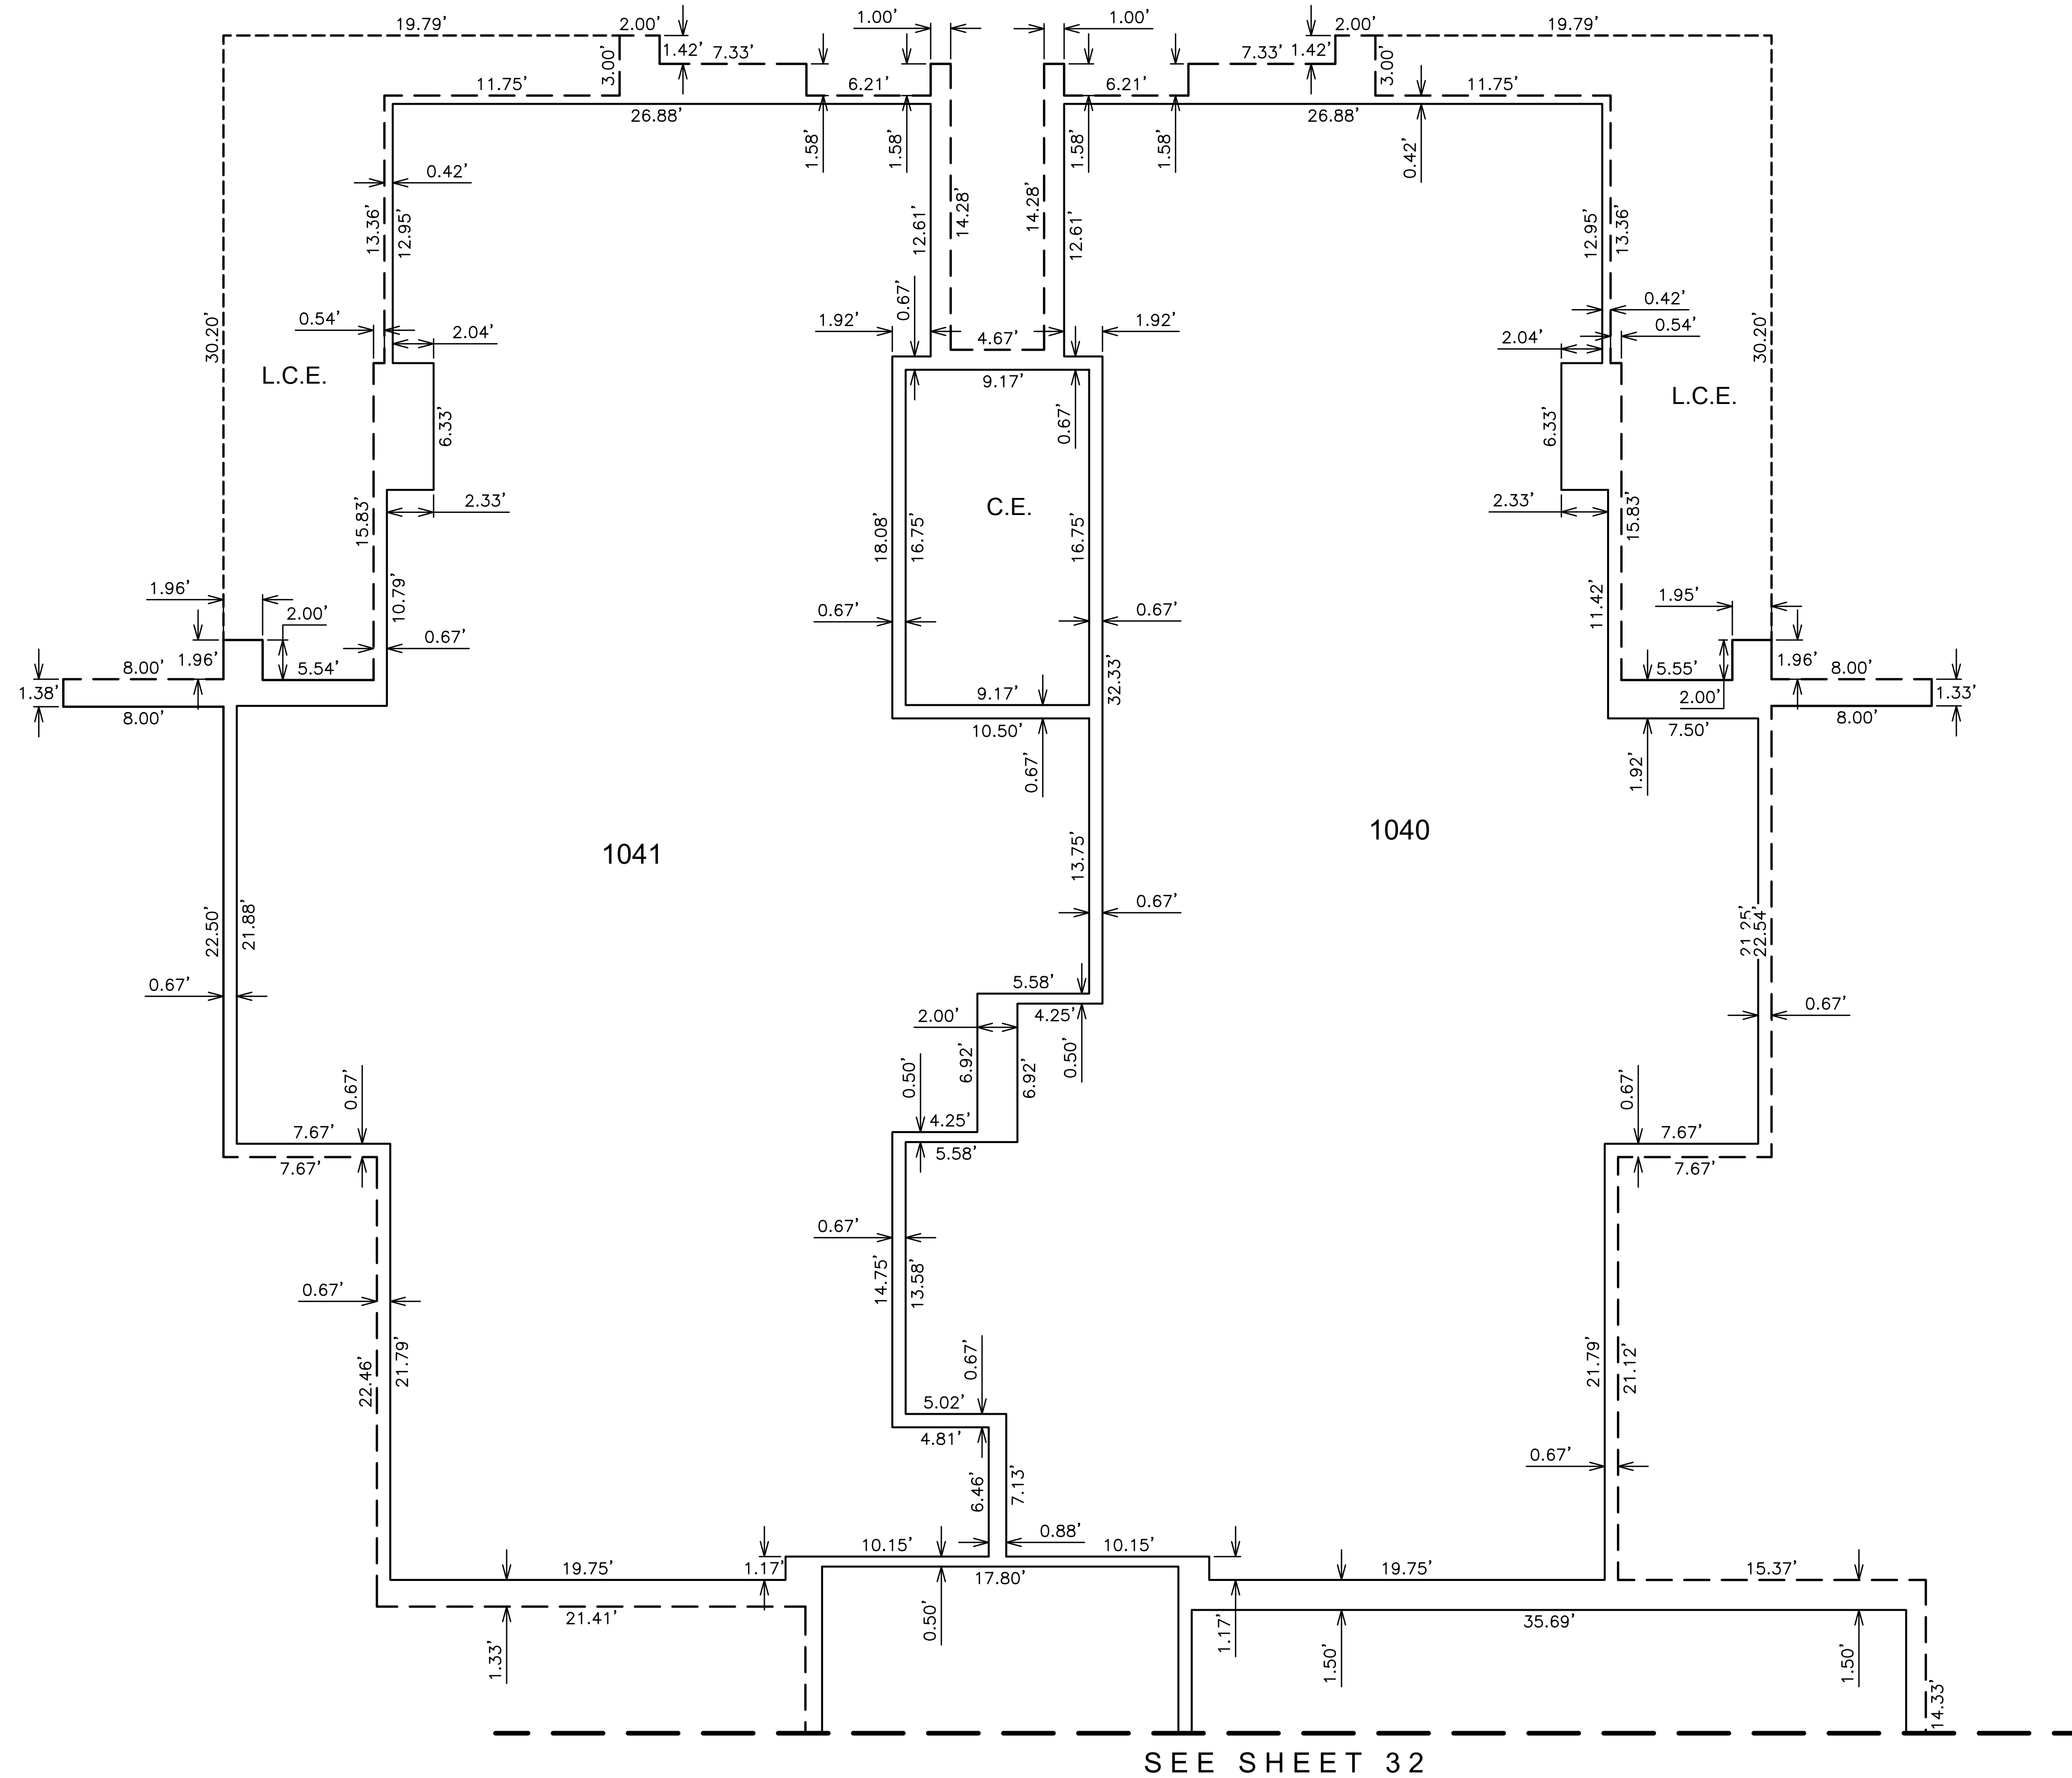 19.79’ 2.00’ 1.00’ 1.00’ 2.00’ 19.79’
1.42’ 7.33’ 7.33’ 1.42’
3.00’ 3.00’
11.75’ 6.21’ 6.21’ 11.75’
26.88’ 26.88’
1.58’ 1.58’ 1.58’ 1.58’ 0.42’
0.42’
13.36’ 12.95’ 12.61’ 14.28’ 14.28’ 12.61’ 12.95’ 13.36’
0.67’ 0.42’
30.20’ 0.54’ 2.04’ 1.92’ 4.67’ 1.92’ 2.04’ 0.54’ 30.20’
L.C.E. 9.17’ L.C.E.
6.33’ 0.67’ 6.33’
2.33’ C.E. 2.33’
15.83’ 18.08’ 16.75’ 16.75’ 15.83’
1.96’ 10.79’ 11.42’ 1.95’
2.00’ 0.67’ 0.67’
0.67’
1.96’ 32.33’ 1.96’
8.00’ 5.54’ 5.55’ 8.00’
1.38’ 9.17’ 2.00’ 1.33’
8.00’ 10.50’ 7.50’ 8.00’
0.67’ 1.92’
1041 13.75’ 1040
22.50’ 21.88’ 0.67’ 21.25’ 22.54’
0.67’ 5.58’ 0.67’
2.00’ 4.25’
0.67’ 0.50’ 6.92’ 6.92’ 0.50’ 0.67’
7.67’ 4.25’ 7.67’
7.67’ 5.58’ 7.67’
0.67’
0.67’ 14.75’ 13.58’
22.46’ 21.79’ 0.67’ 21.79’ 21.12’
5.02’
4.81’ 0.67’
6.46’ 7.13’
10.15’ 0.88’ 10.15’
19.75’ 1.17’ 17.80’ 19.75’ 15.37’
21.41’ 0.50’ 1.17’ 35.69’
1.33’ 1.50’ 1.50’ 14.33’
SEE SHEET 32